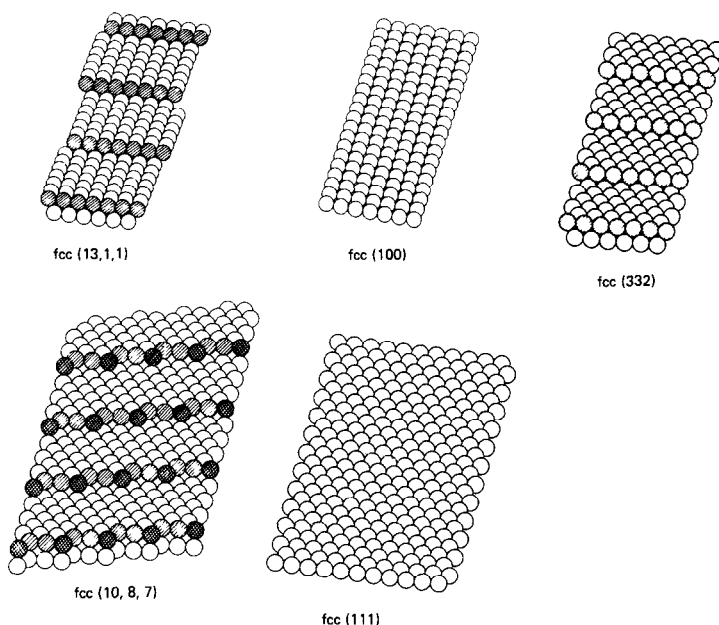 fcc (13,1,1)
fcc (100)
fcc (332)
fcc (10, 8, 7)
fcc (111)